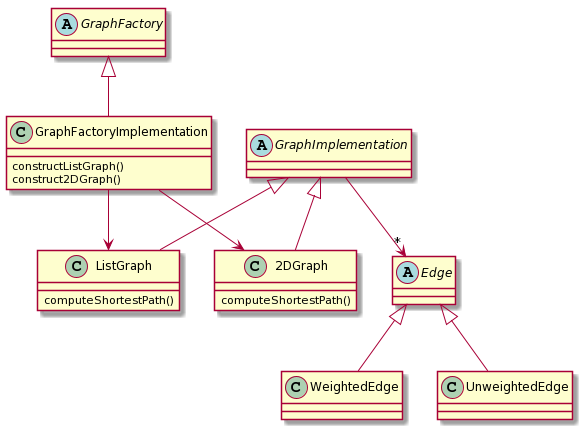 A GraphFactory
C GraphFactoryImplementation
constructListGraph()
construct2DGraph()
A GraphImplementation
*
C ListGraph
computeShortestPath()
C 2DGraph
computeShortestPath()
A Edge
C WeightedEdge
C UnweightedEdge